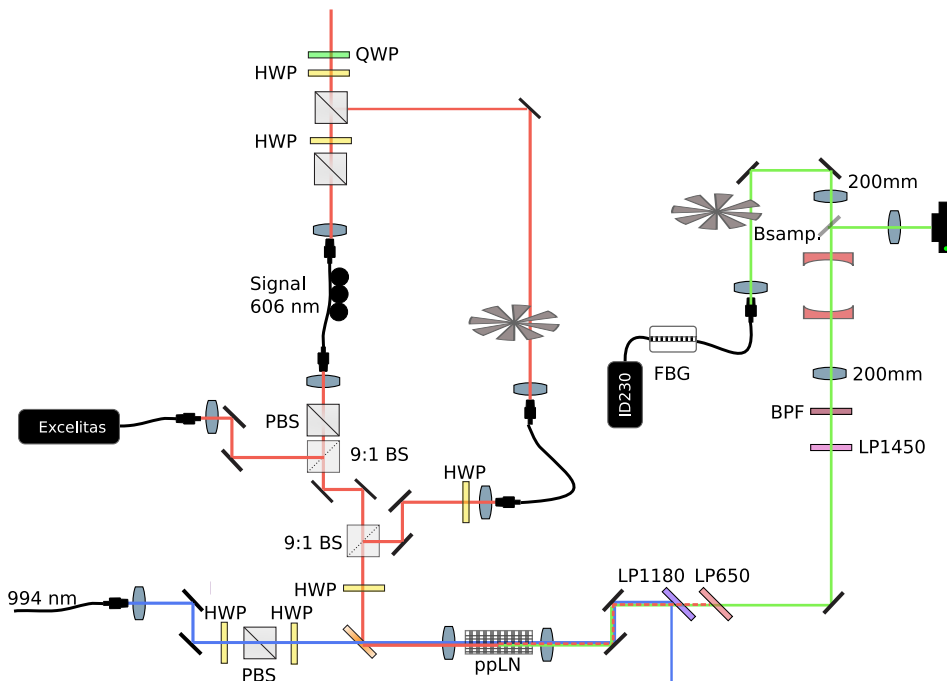 QWP
HWP
HWP
200mm
Bsamp.
Signal
606 nm
FBG
ID230
200mm
BPF
LP1450
Excelitas
PBS
9:1 BS
HWP
9:1 BS
HWP
LP1180
LP650
994 nm
HWP
HWP
PBS
ppLN